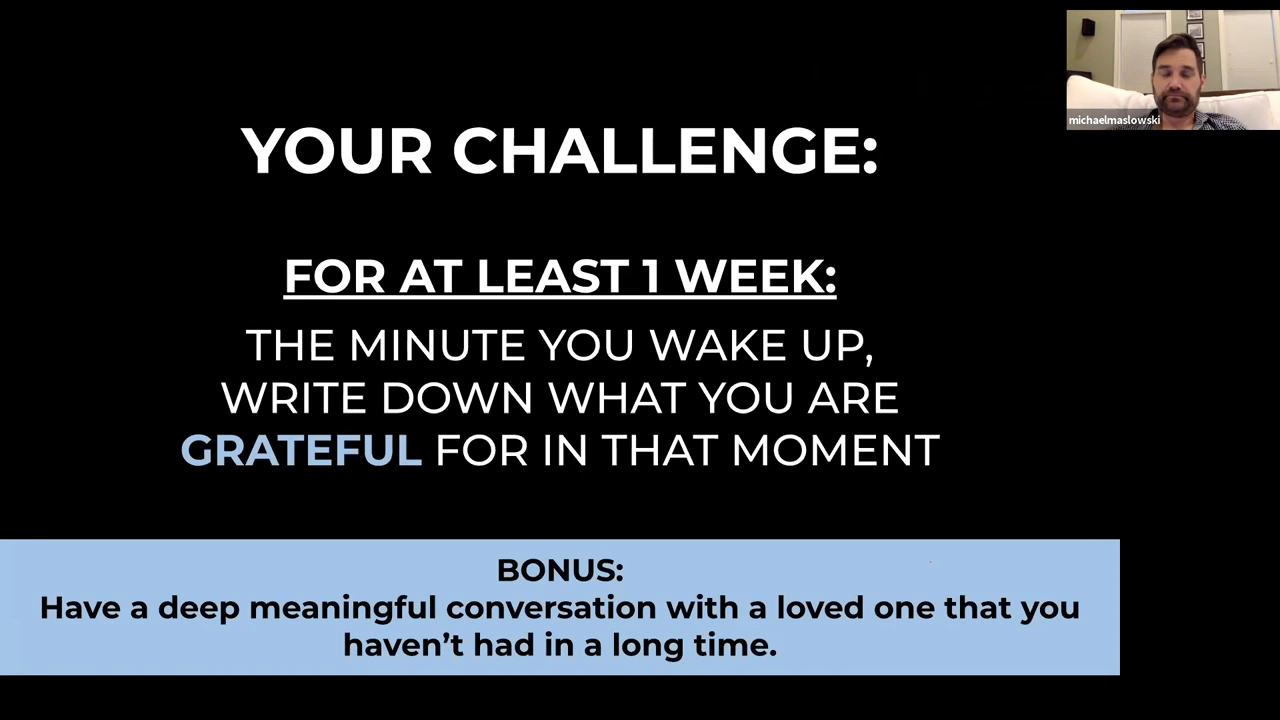 michaelmaslowski
YOUR CHALLENGE:
FOR AT LEAST 1 WEEK:
THE MINUTE YOU WAKE UP,
WRITE DOWN WHAT YOU ARE
GRATEFUL FOR IN THAT MOMENT
BONUS:
Have a deep meaningful conversation with a loved one that you
haven’t had in a long time.